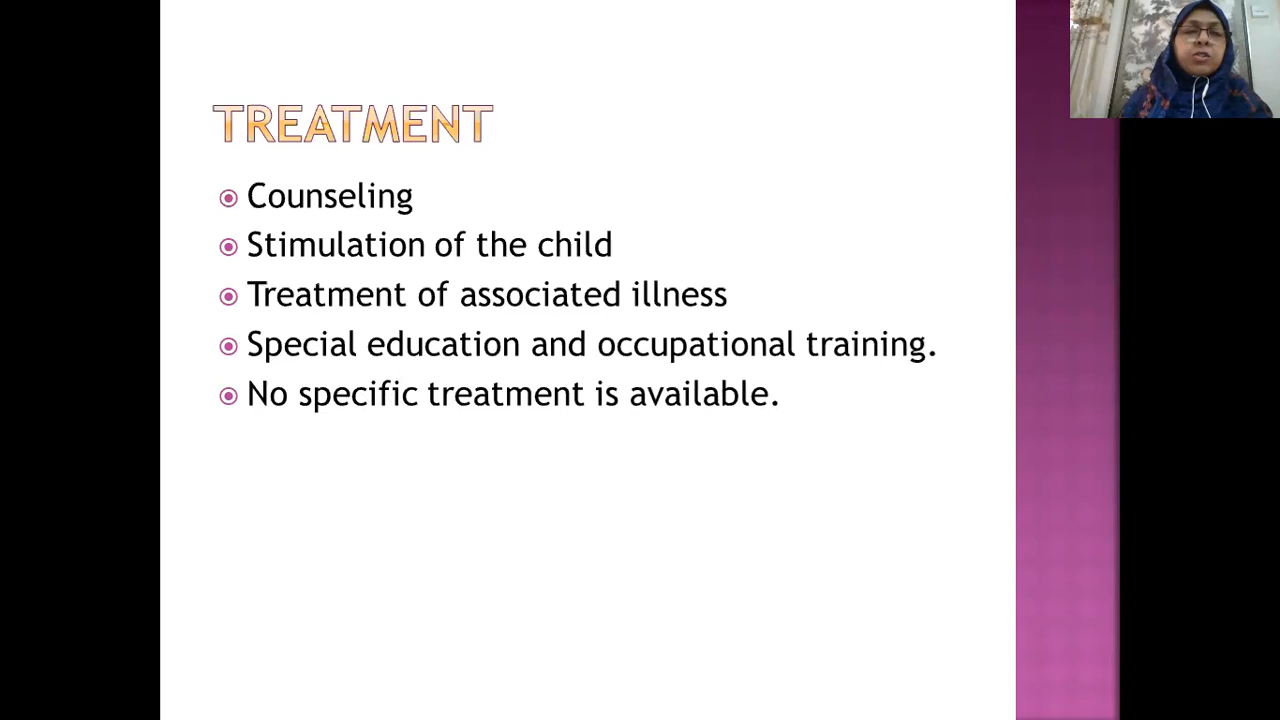 TREATMENT
Counseling
Stimulation of the child
Treatment of associated illness
Special education and occupational training.
No specific treatment is available.